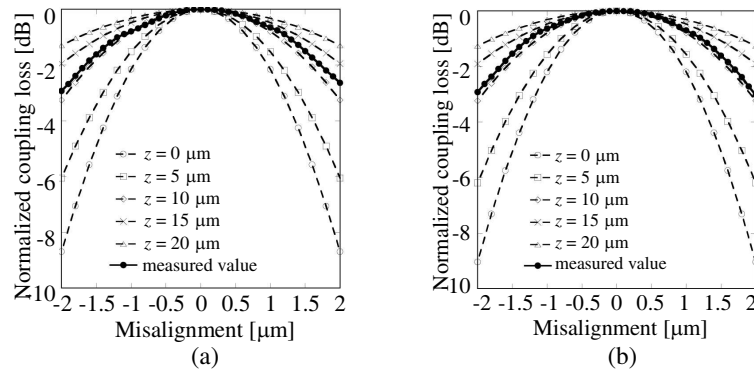 Normalized coupling loss [dB]
0
-2
-4
-6
-8
-10
z = 0 μm
z = 5 μm
z = 10 μm
z = 15 μm
z = 20 μm
measured value
-2 -1.5 -1 -0.5 0 0.5 1 1.5 2
Misalignment [μm]
(a)
Normalized coupling loss [dB]
0
-2
-4
-6
-8
-10
z = 0 μm
z = 5 μm
z = 10 μm
z = 15 μm
z = 20 μm
measured value
-2 -1.5 -1 -0.5 0 0.5 1 1.5 2
Misalignment [μm]
(b)